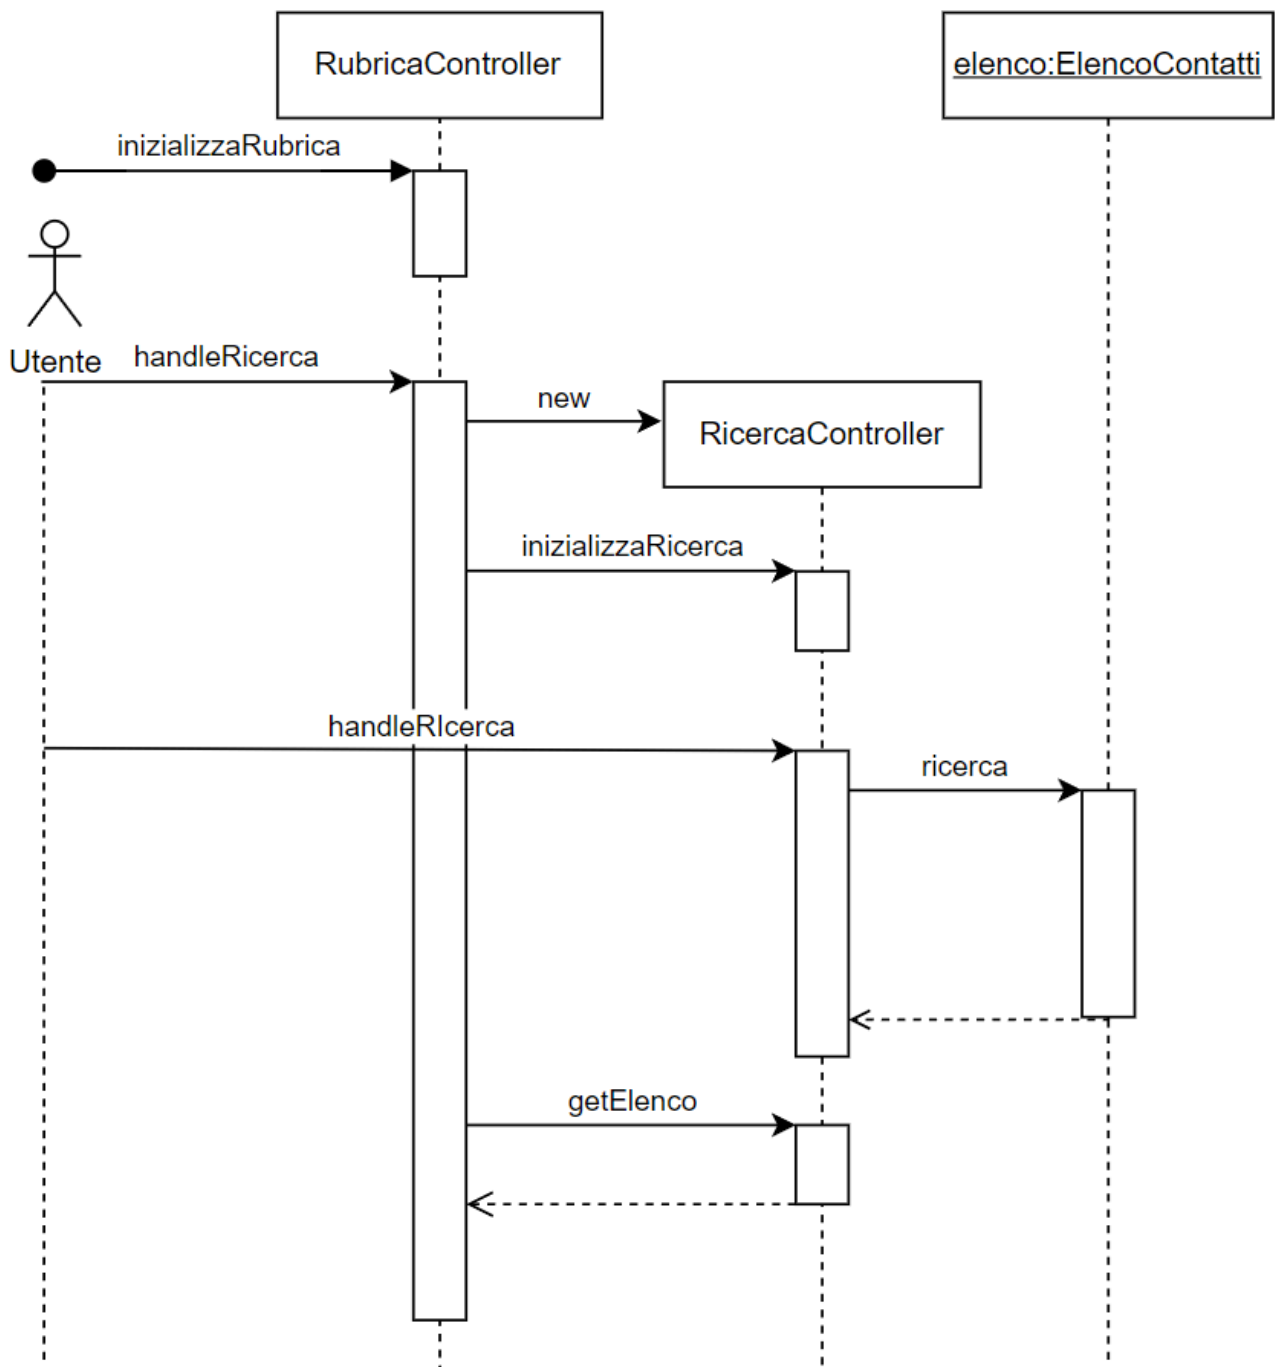 RubricaController
elenco:ElencoContatti
inizializzaRubrica
Utente
handleRicerca
new
RicercaController
inizializzaRicerca
handleRIcerca
ricerca
getElenco